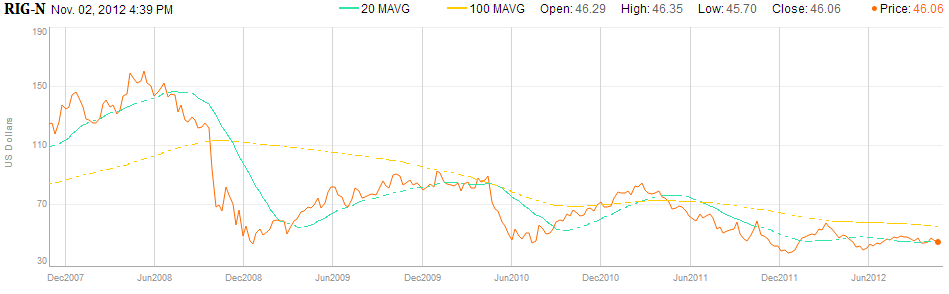 RIG-N Nov. 02, 2012 4:39 PM 20 MAVG 100 MAVG Open: 46.29 High: 46.35 Low: 45.70 Close: 46.06 Price: 46.06
190
150
110
70
30
US Dollars
Dec2007 Jun2008 Dec2008 Jun2009 Dec2009 Jun2010 Dec2010 Jun2011 Dec2011 Jun2012